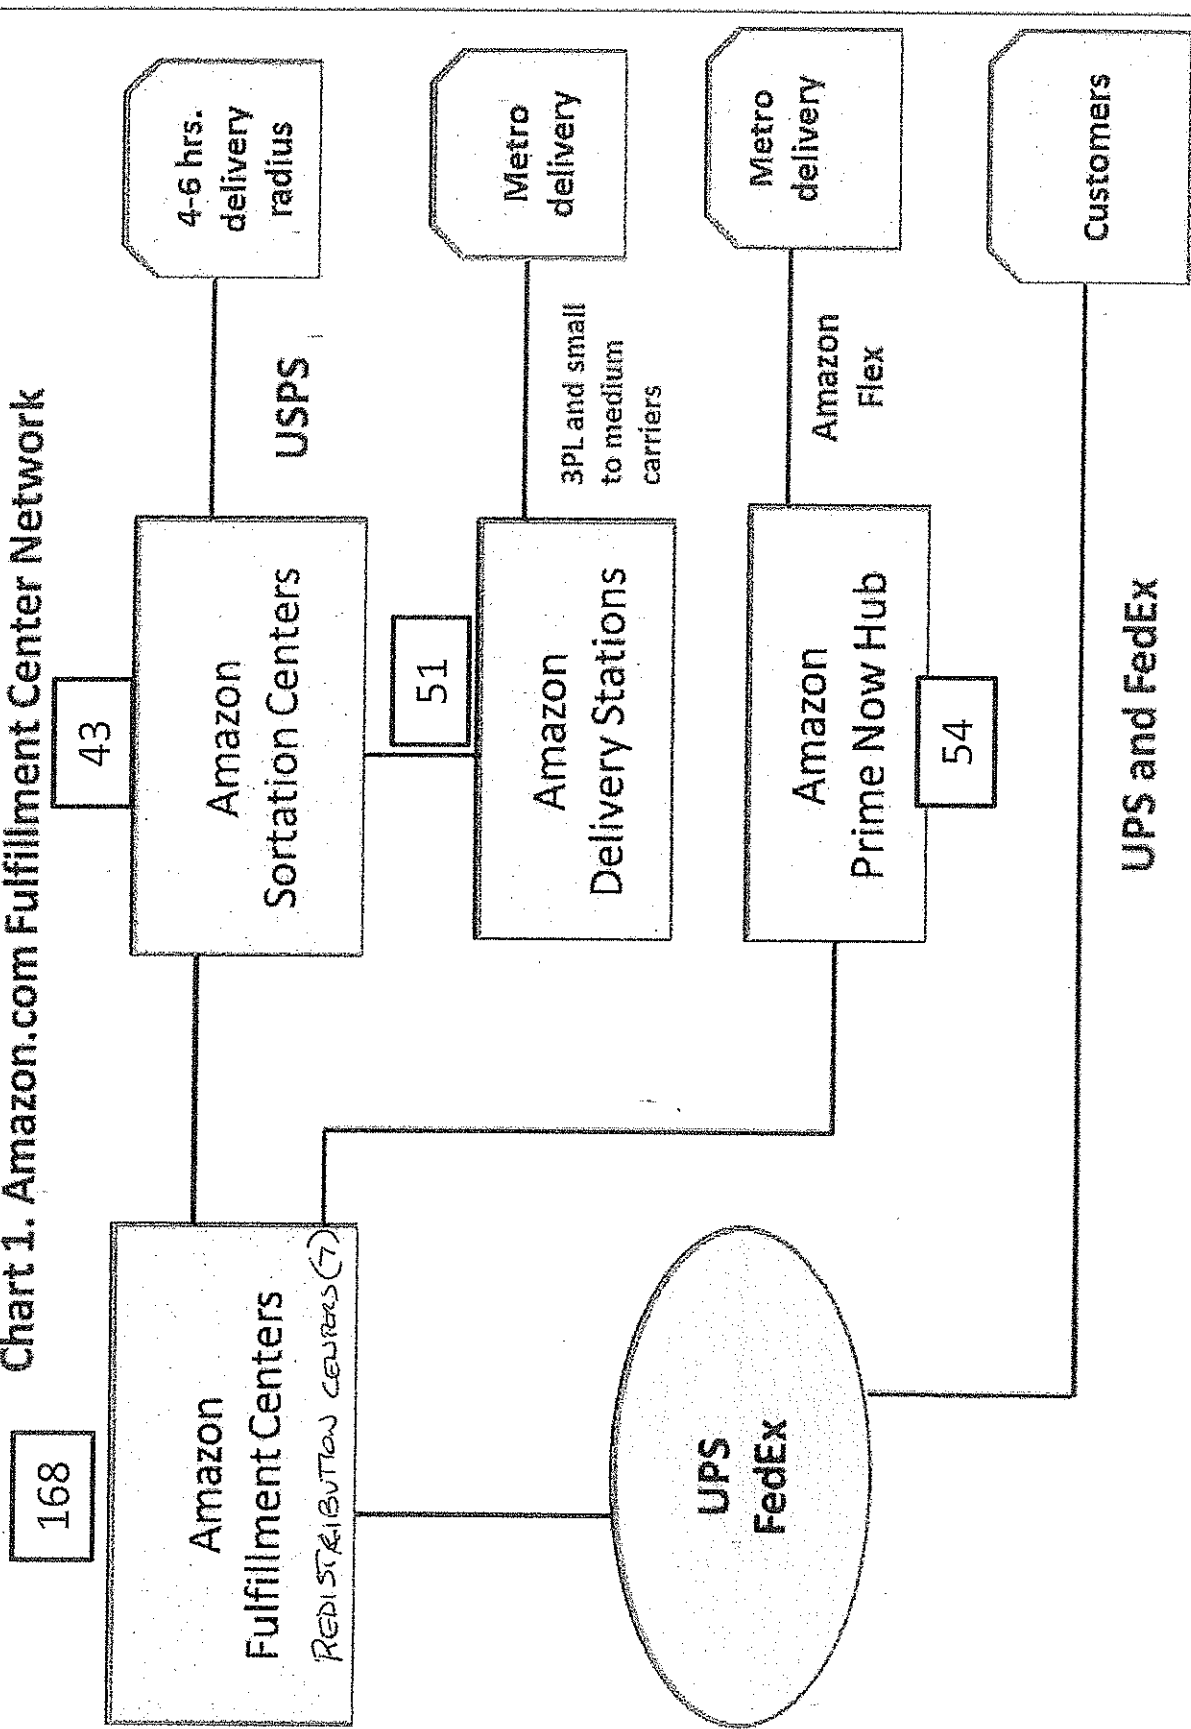 Chart 1. Amazon.com Fulfillment Center Network
168
Amazon
Fulfillment Centers
REDISTRIBUTION CENTERS (7)
43
Amazon
Sortation Centers
USPS
4-6 hrs.
delivery
radius
51
Amazon
Delivery Stations
3PL and small
to medium
carriers
Metro
delivery
Amazon
Prime Now Hub
54
Amazon
Flex
Metro
delivery
UPS
FedEx
UPS and FedEx
Customers